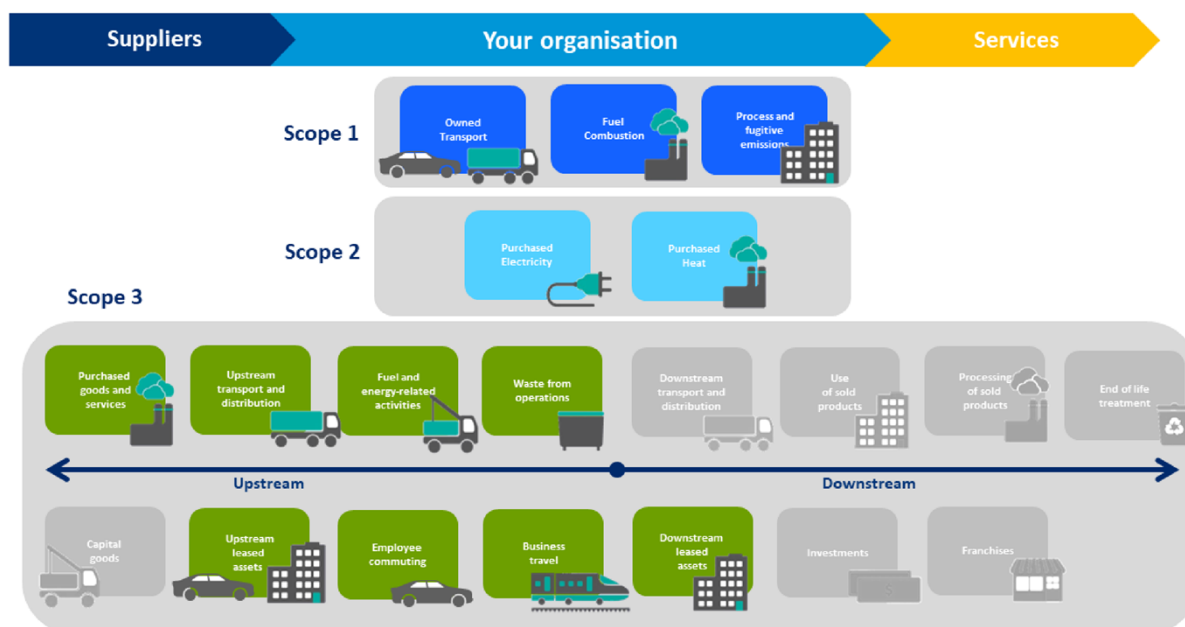 Suppliers
Your organisation
Services
Scope 1
Owned
Transport
Fuel
Combustion
Process and
fugitive
emissions
Scope 2
Purchased
Electricity
Purchased
Heat
Scope 3
Purchased
goods and
services
Upstream
transport and
distribution
Fuel and
energy-related
activities
Waste from
operations
Downstream
transport and
distribution
Use
of sold
products
Processing
of sold
products
End of life
treatment
Upstream
Downstream
Capital
goods
Upstream
leased
assets
Employee
commuting
Business
travel
Downstream
leased
assets
Investments
$
Franchises